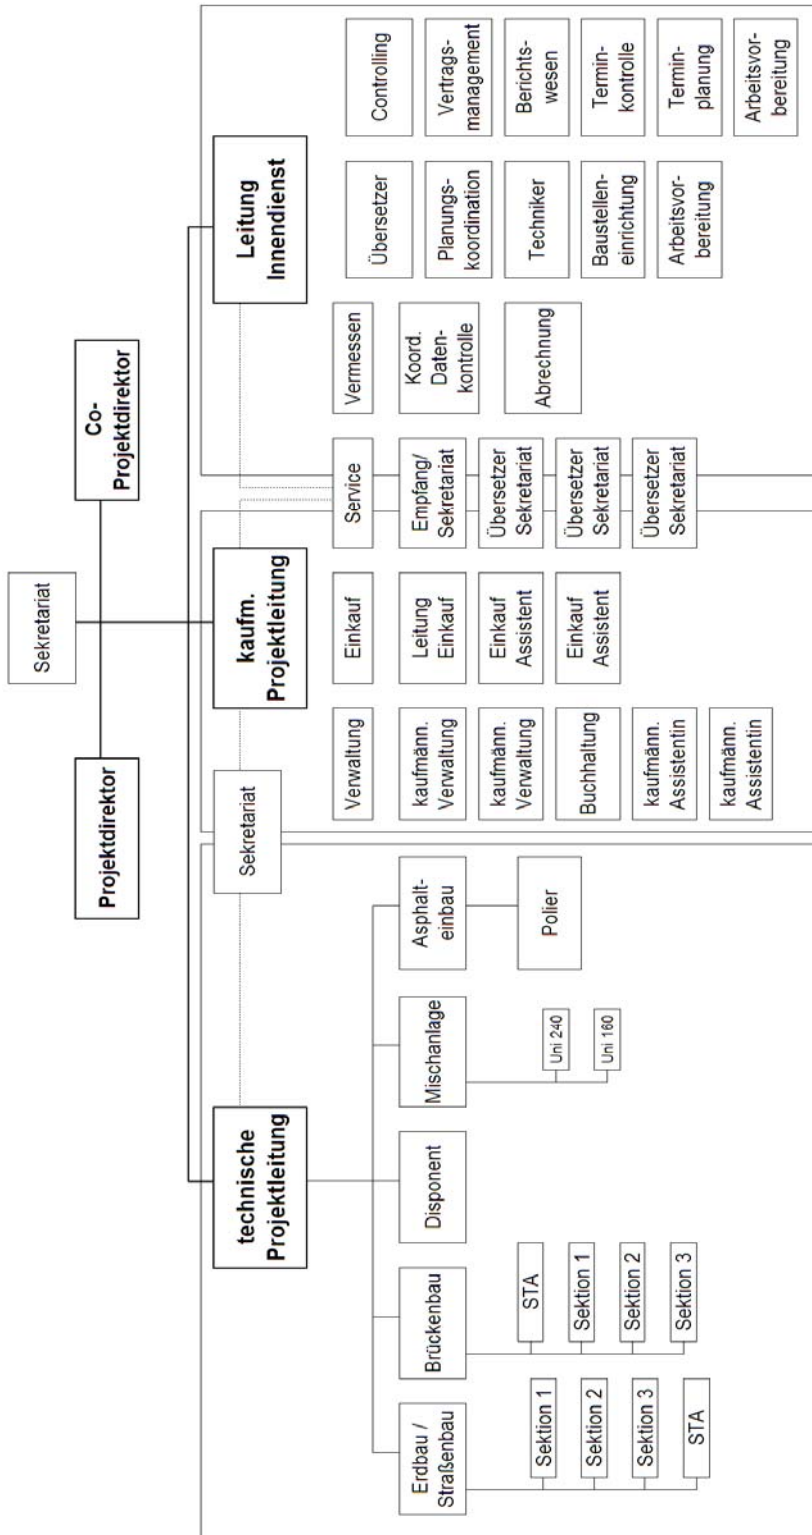 Sekretariat
Projektdirektor
Co-
Projektdirektor
technische
Projektleitung
Sekretariat
kaufm.
Projektleitung
Leitung
Innendienst
Erdbau /
Straßenbau
Sektion 1
Sektion 2
Sektion 3
STA
Brückenbau
STA
Sektion 1
Sektion 2
Sektion 3
Disponent
Mischanlage
Uni 240
Uni 160
Asphalt-
einbau
Polier
Verwaltung
kaufmänn.
Verwaltung
kaufmänn.
Verwaltung
Buchhaltung
kaufmänn.
Assistentin
kaufmänn.
Assistentin
Einkauf
Leitung
Einkauf
Einkauf
Assistent
Einkauf
Assistent
Service
Empfang/
Sekretariat
Übersetzer
Sekretariat
Übersetzer
Sekretariat
Übersetzer
Sekretariat
Vermessen
Koord.
Daten-
kontrolle
Abrechnung
Übersetzer
Planungs-
koordination
Techniker
Baustellen-
einrichtung
Arbeitsvor-
bereitung
Controlling
Vertrags-
management
Berichts-
wesen
Termin-
kontrolle
Termin-
planung
Arbeitsvor-
bereitung